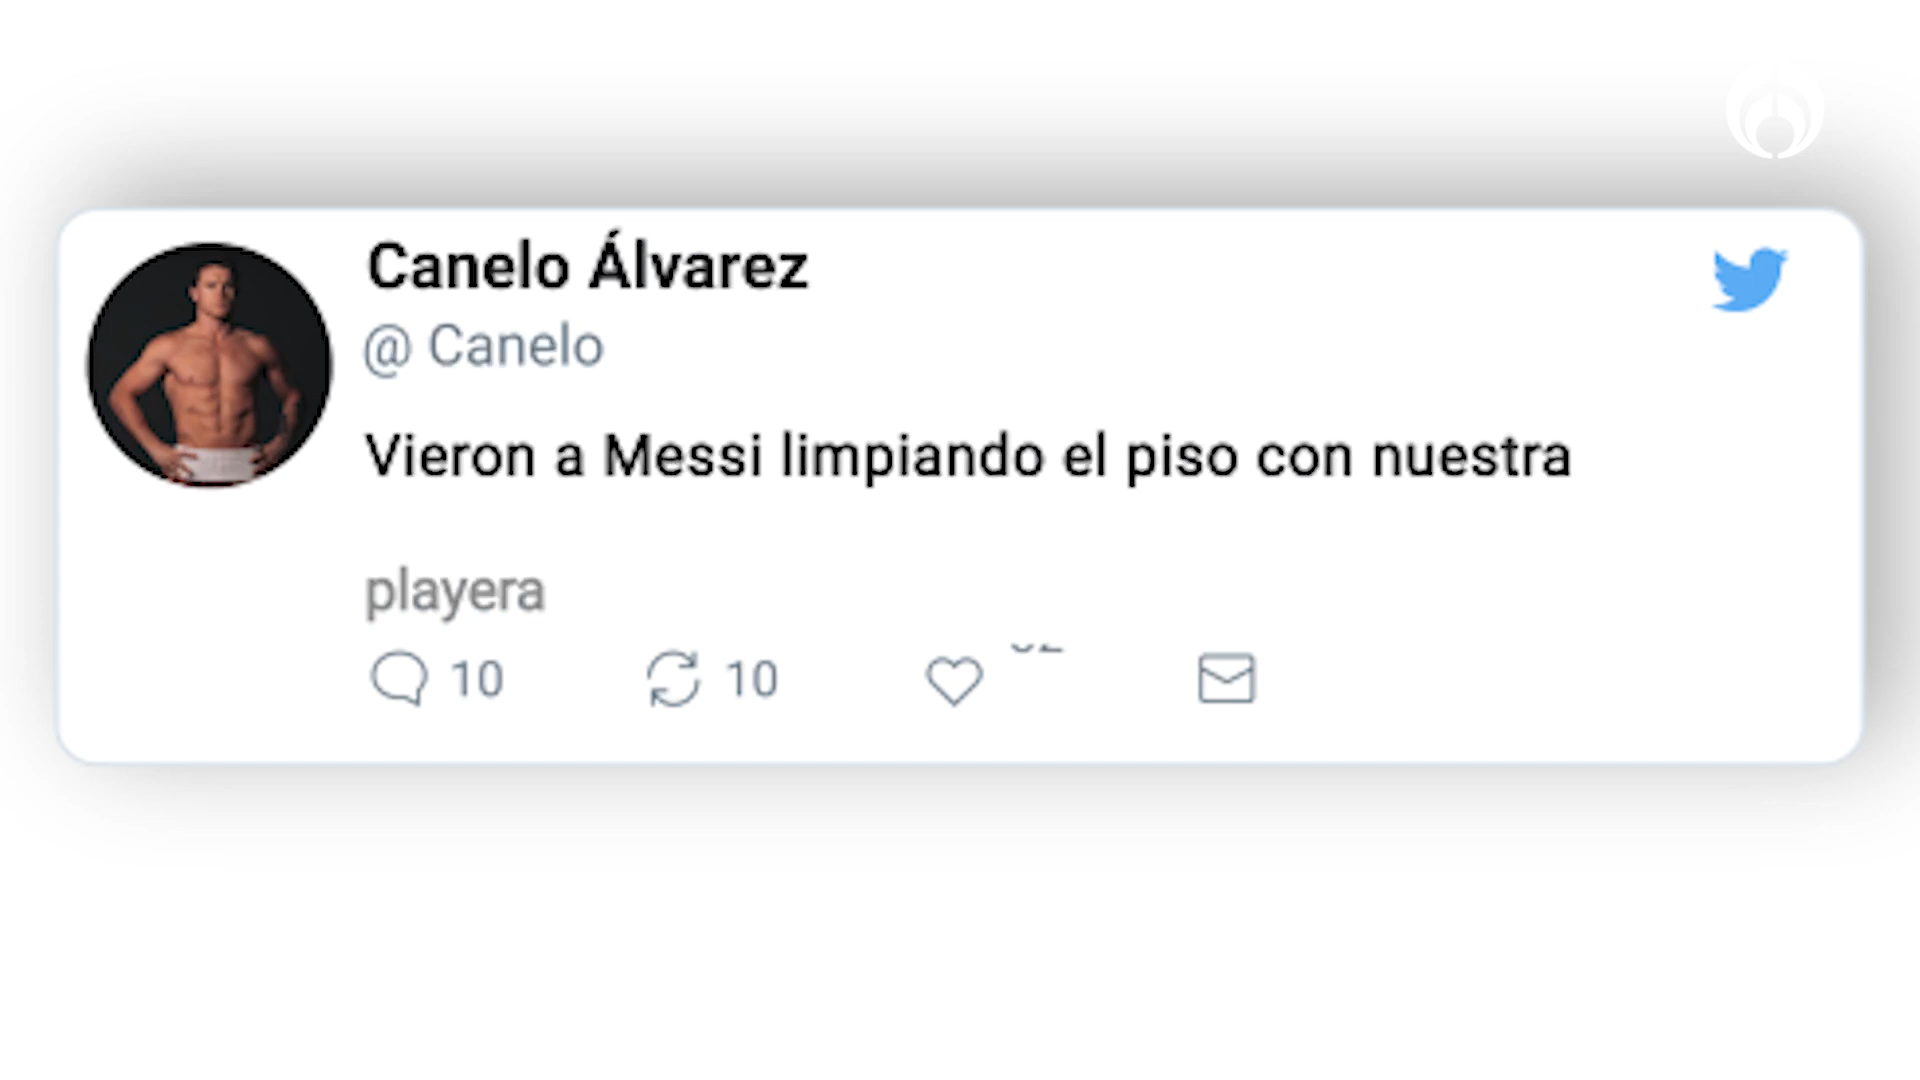 Canelo Álvarez
@ Canelo
Vieron a Messi limpiando el piso con nuestra
playera
10 10